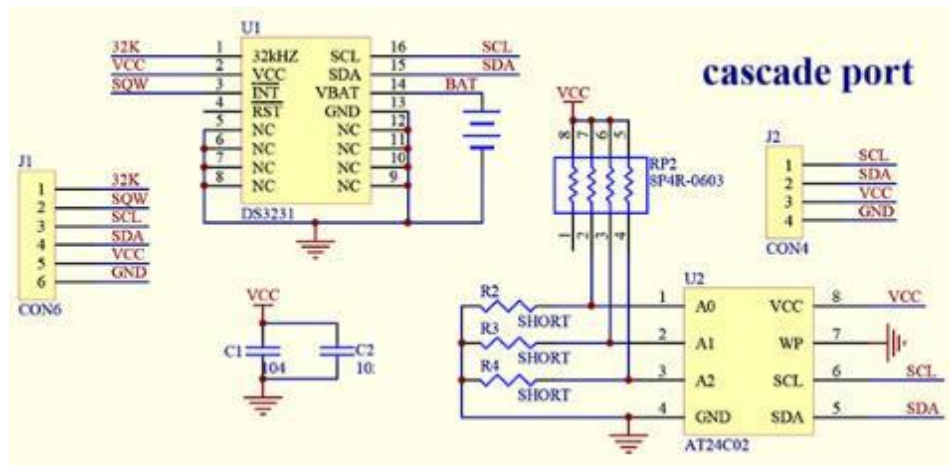 U1
32K 1 32kHZ SCL 16 SCL
VCC 2 VCC SDA 15 SDA
SQW 3 INT VBAT 14 BAT
4 RST GND 13
5 NC NC 12
6 NC NC 11
7 NC NC 10
8 NC NC 9
DS3231
cascade port
J1
1 32K
2 SQW
3 SCL
4 SDA
5 VCC
6 GND
CON6
VCC
8 7 6 5
RP2
8P4R-0603
1 2 3 4
J2
1 SCL
2 SDA
3 VCC
4 GND
CON4
VCC
C1 104
C2
R2 SHORT
R3 SHORT
R4 SHORT
U2
1 A0 VCC 8 VCC
2 A1 WP 7
3 A2 SCL 6 SCL
4 GND SDA 5 SDA
AT24C02